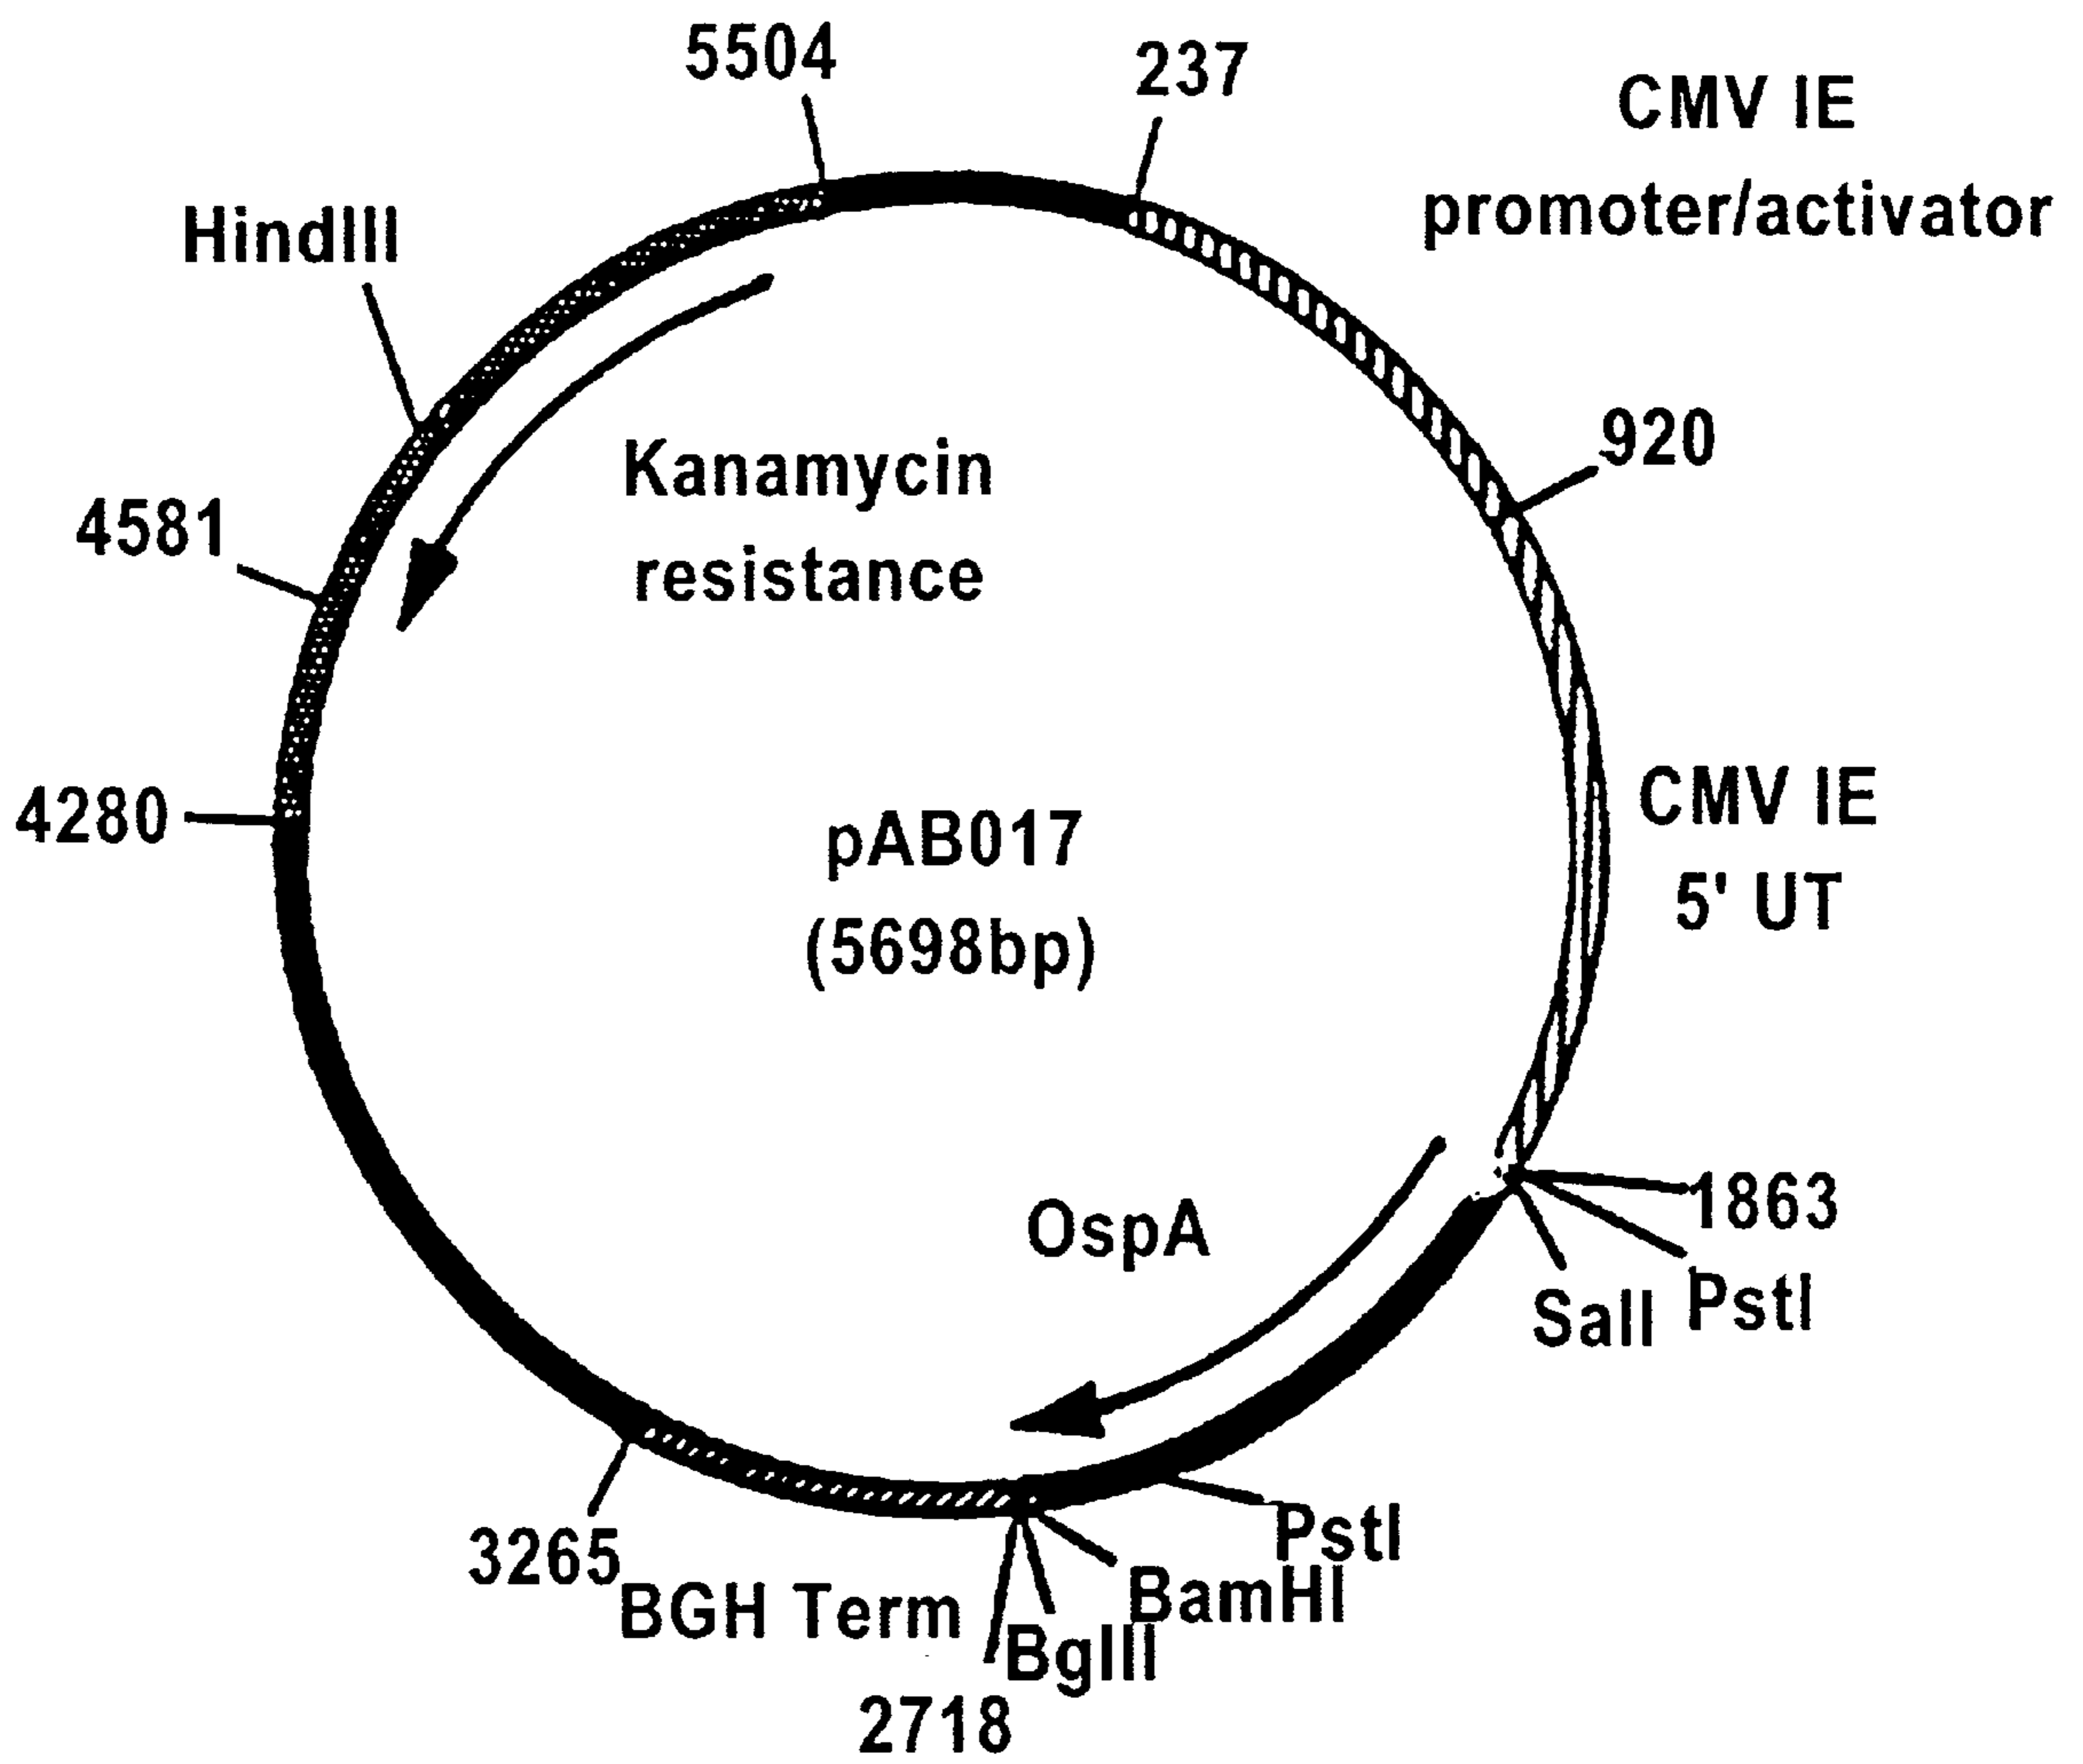 5504
237
CMV IE
promoter/activator
HindIII
920
Kanamycin
resistance
4581
4280
pAB017
(5698bp)
CMV IE
5' UT
1863
OspA
SalI
PstI
PstI
BamHI
3265
BGH Term
BglII
2718